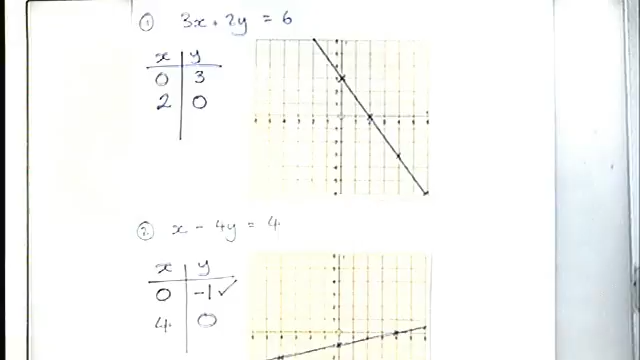 ① 3x + 2y = 6
x y
0 3
2 0
② x - 4y = 4
x y
0 -1 ✓
4 0